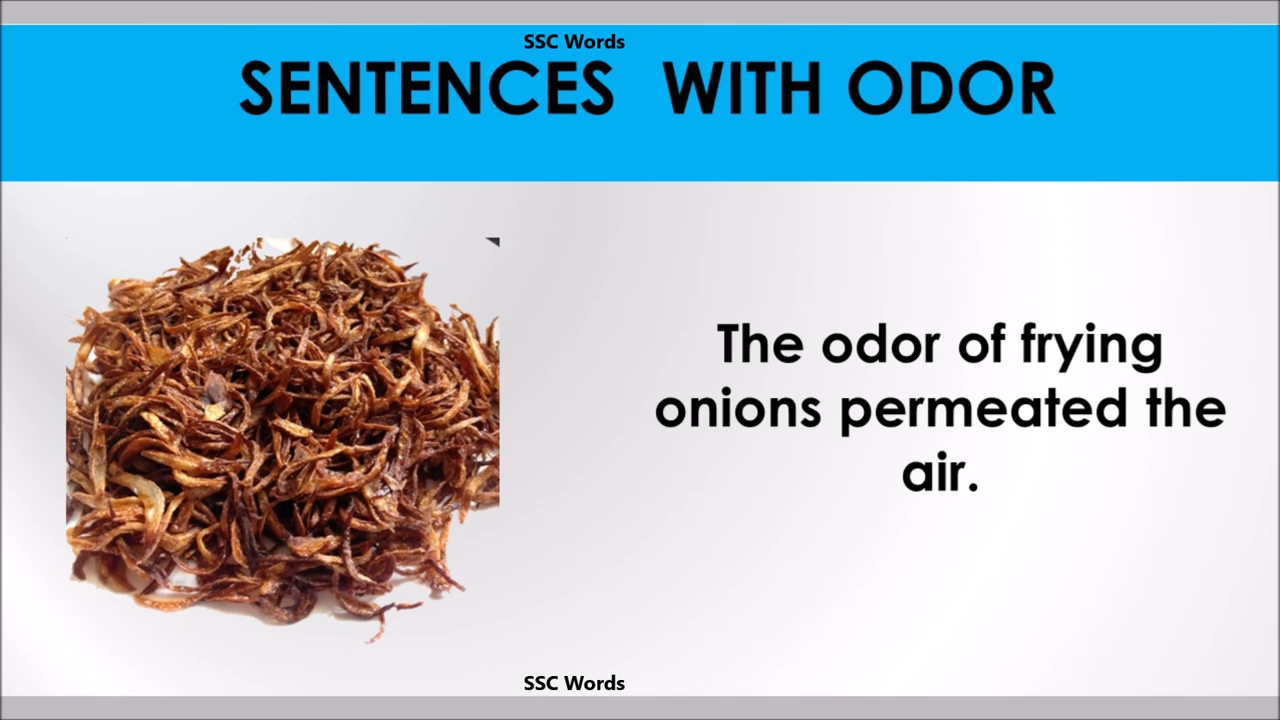 SSC Words
SENTENCES WITH ODOR
The odor of frying
onions permeated the
air.
SSC Words